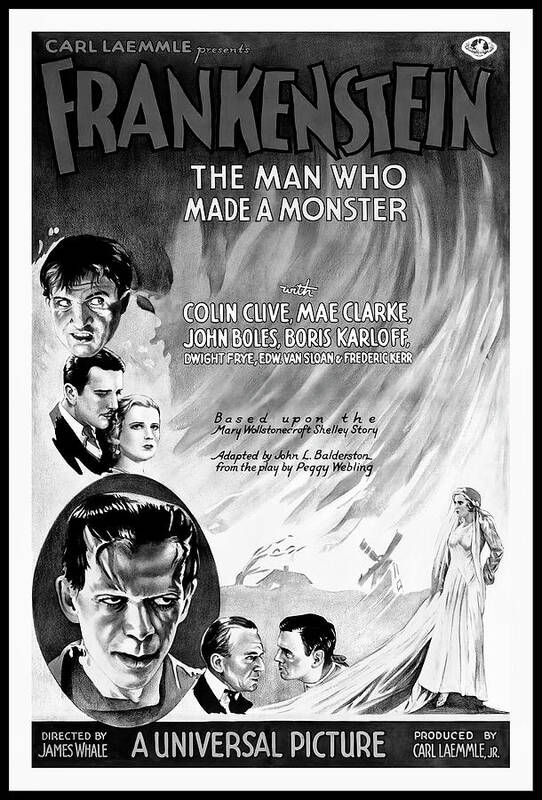 CARL LAEMMLE presents
FRANKENSTEIN
THE MAN WHO
MADE A MONSTER
with
COLIN CLIVE, MAE CLARKE,
JOHN BOLES, BORIS KARLOFF,
DWIGHT FRYE, EDW. VAN SLOAN & FREDERIC KERR
Based upon the
Mary Wollstonecraft Shelley Story
Adapted by John L. Balderston
from the play by Peggy Webling
DIRECTED BY
JAMES WHALE
A UNIVERSAL PICTURE
PRODUCED BY
CARL LAEMMLE, JR.